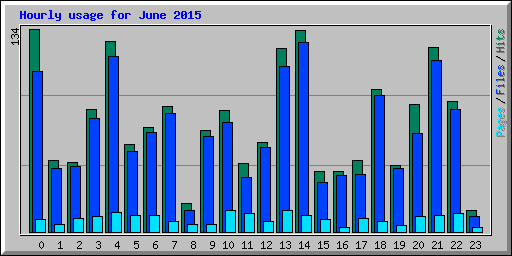 Hourly usage for June 2015
134
Pages/Files/Hits
0 1 2 3 4 5 6 7 8 9 10 11 12 13 14 15 16 17 18 19 20 21 22 23